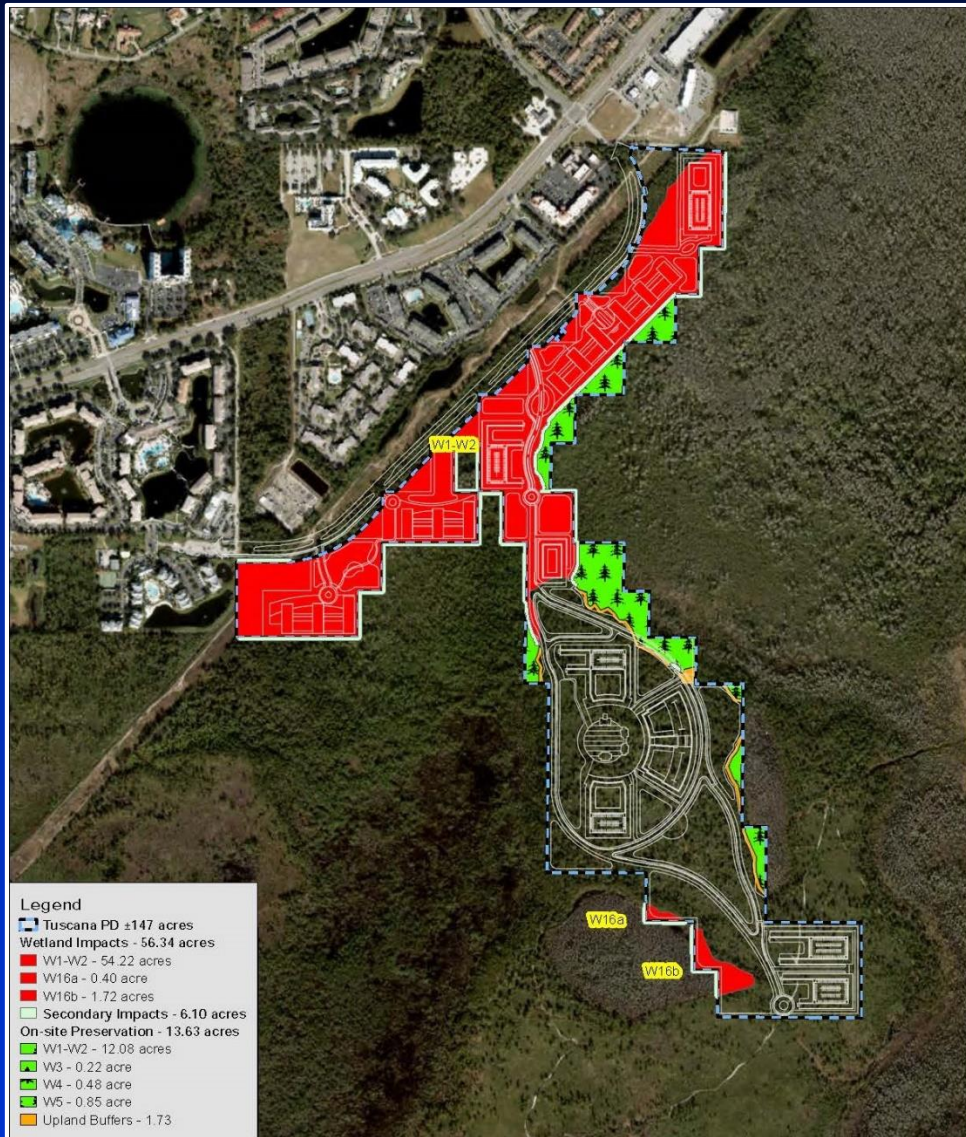 W1-W2
W16a
W16b
Legend
Tuscana PD ±147 acres
Wetland Impacts - 56.34 acres
W1-W2 - 54.22 acres
W16a - 0.40 acre
W16b - 1.72 acres
Secondary Impacts - 6.10 acres
On-site Preservation - 13.63 acres
W1-W2 - 12.08 acres
W3 - 0.22 acre
W4 - 0.48 acre
W5 - 0.85 acre
Upland Buffers - 1.73